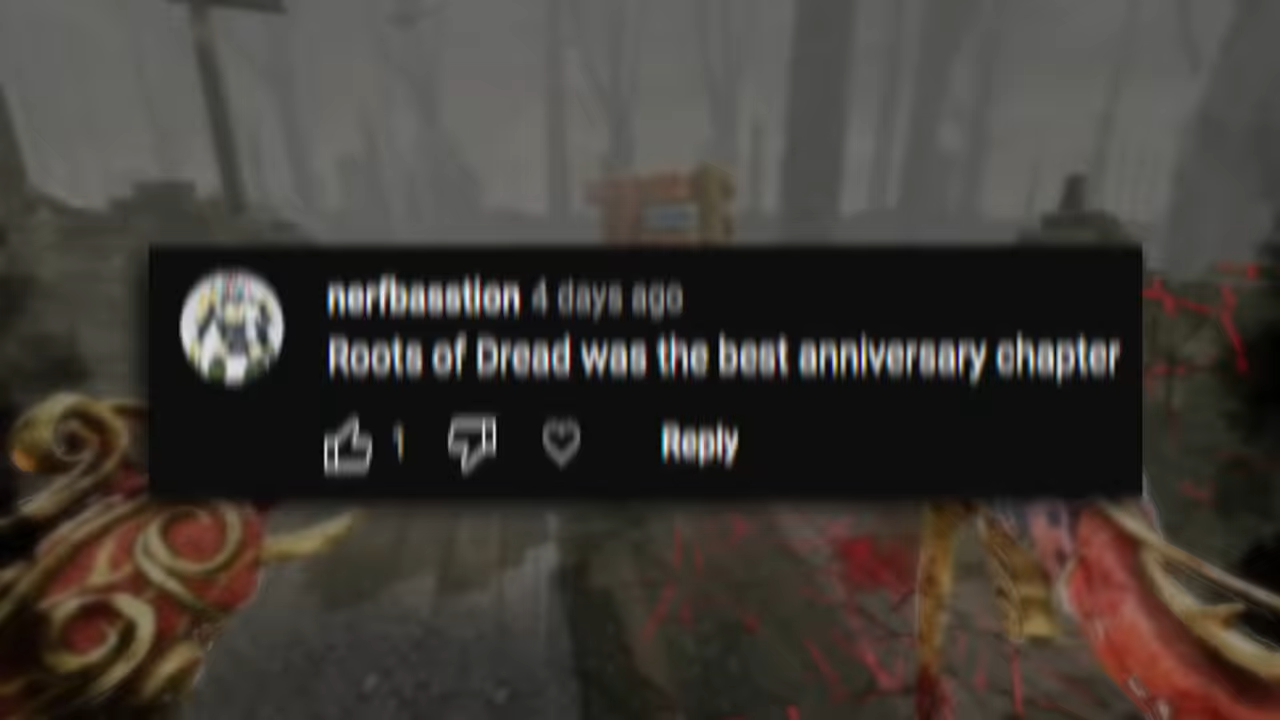 nerfbasstion 4 days ago
Roots of Dread was the best anniversary chapter
1
Reply